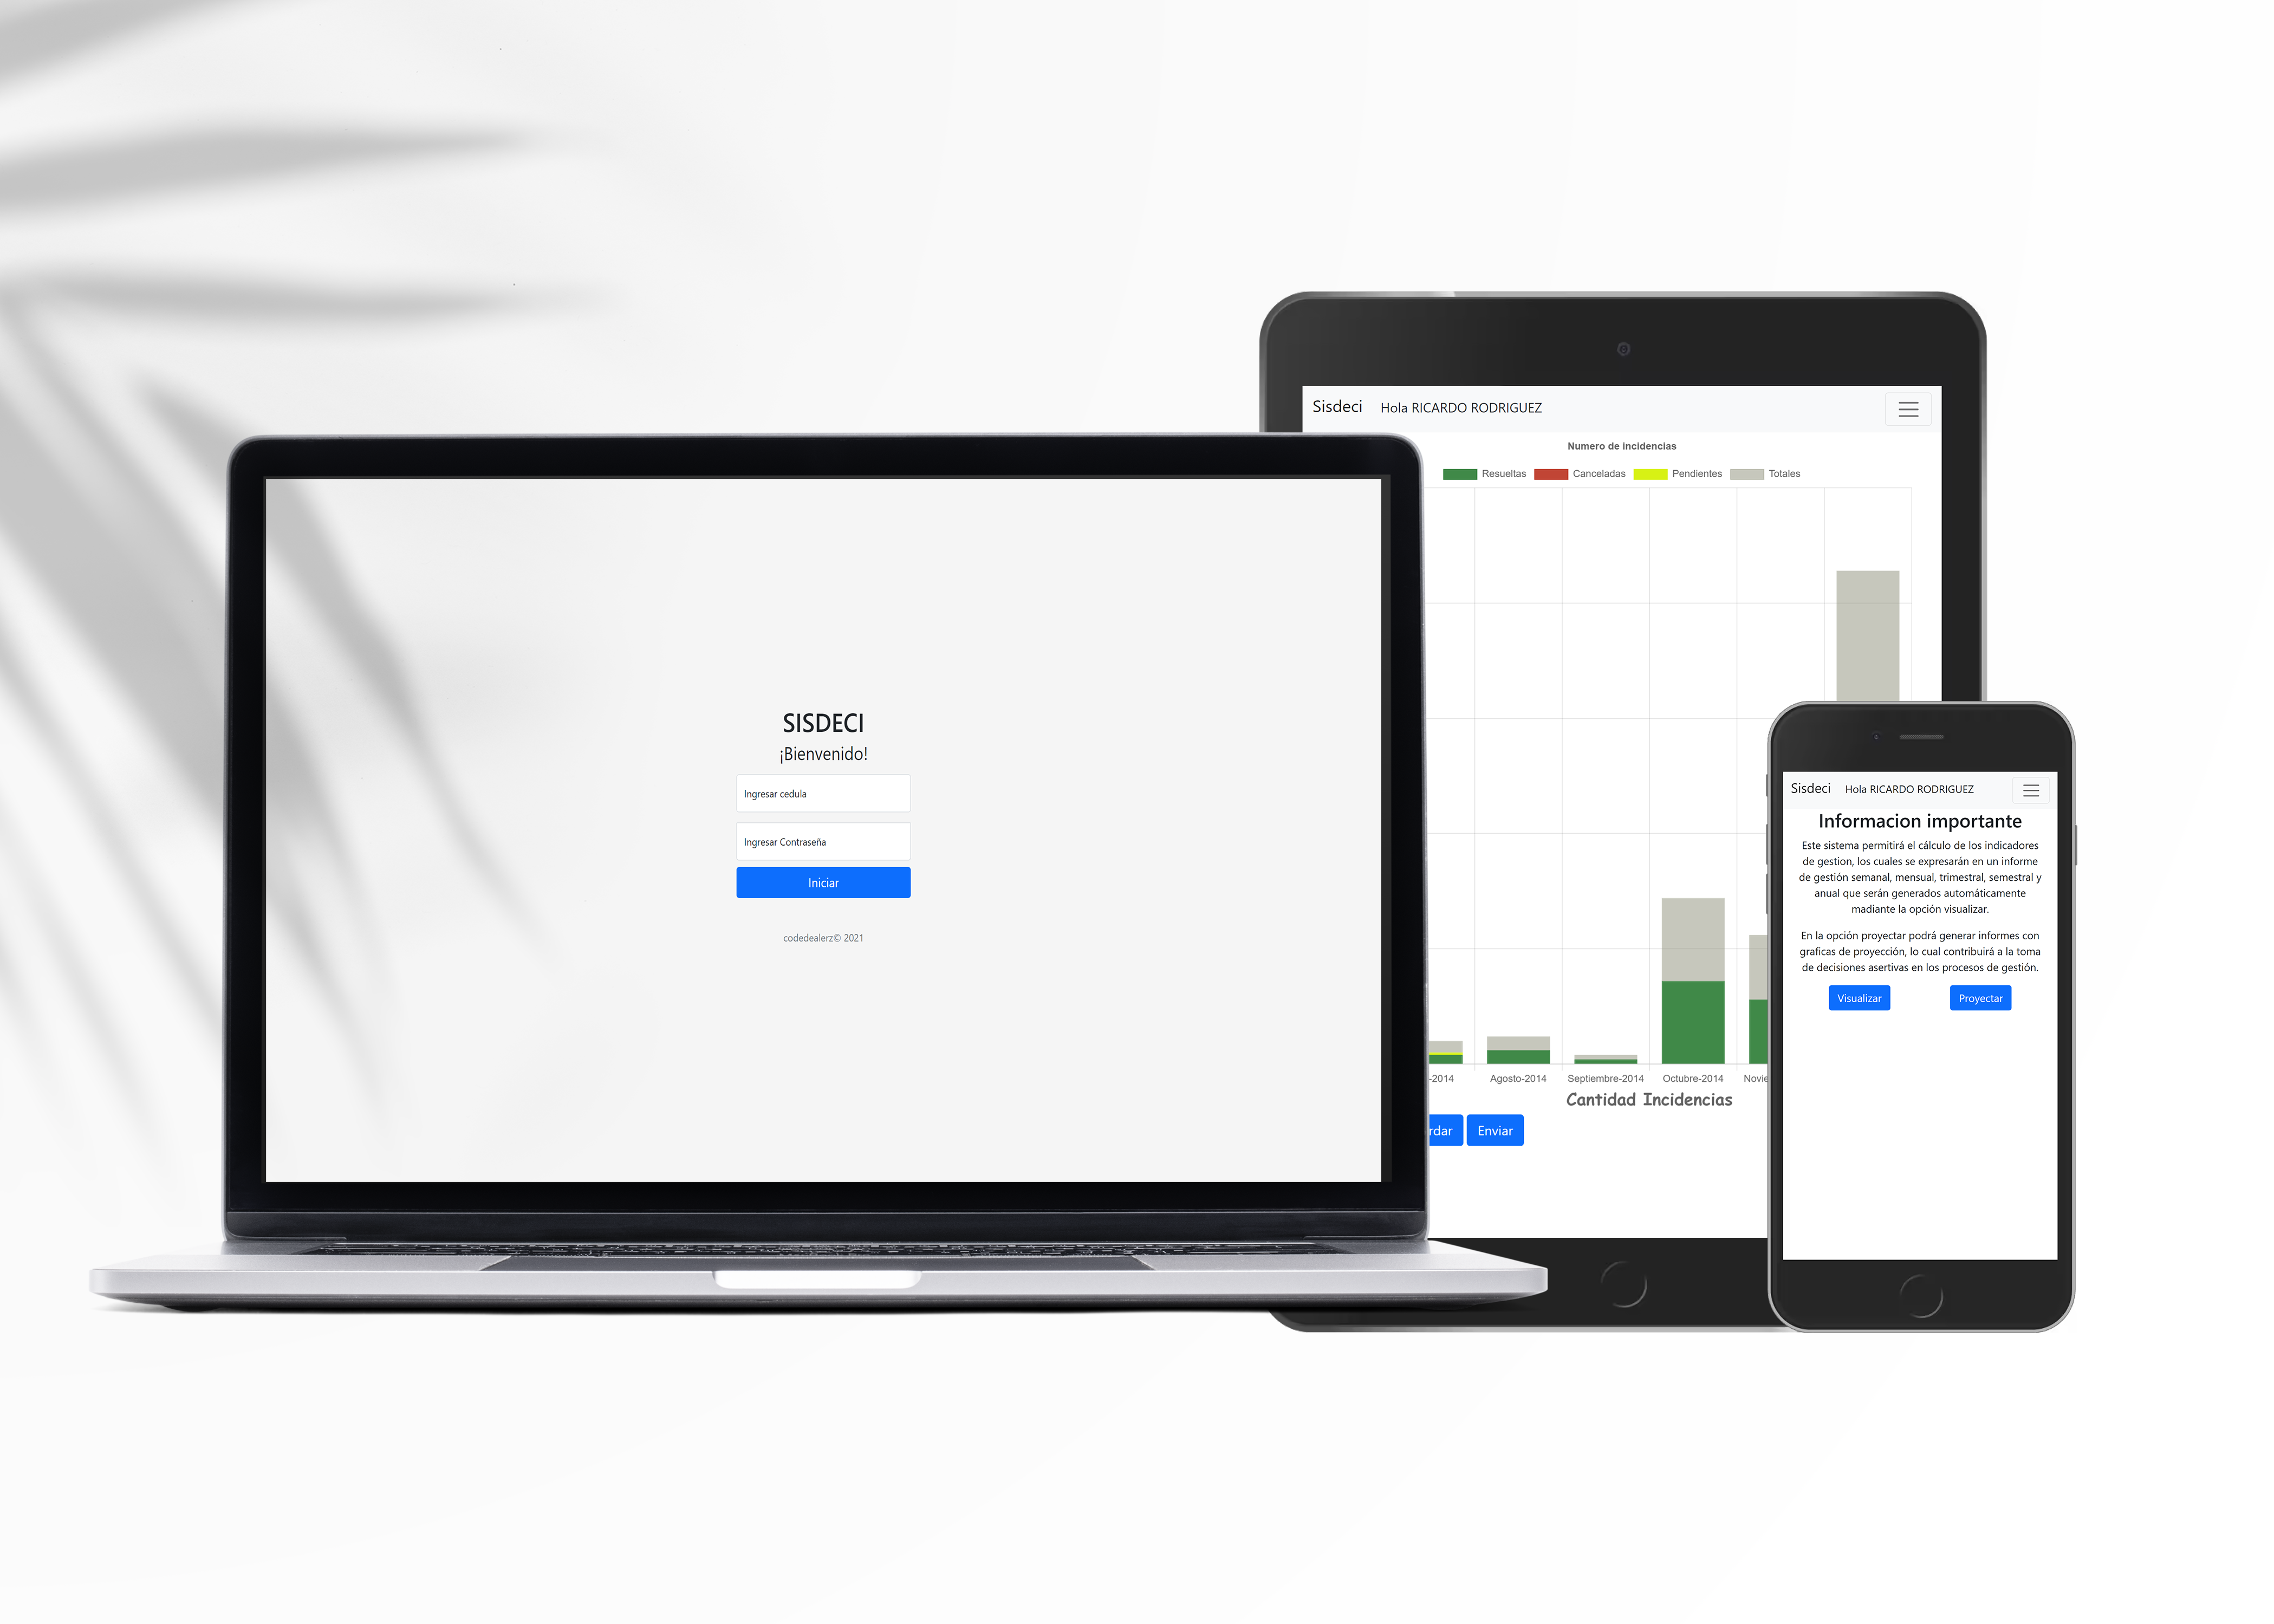 SISDECI
¡Bienvenido!
Ingresar cedula
Ingresar Contraseña
Iniciar
codedealerz© 2021
Sisdeci Hola RICARDO RODRIGUEZ
Numero de incidencias
Resueltas Canceladas Pendientes Totales
-2014 Agosto-2014 Septiembre-2014 Octubre-2014
Cantidad Incidencias
Enviar
Sisdeci Hola RICARDO RODRIGUEZ
Informacion importante
Este sistema permitirá el cálculo de los indicadores
de gestion, los cuales se expresarán en un informe
de gestión semanal, mensual, trimestral, semestral y
anual que serán generados automáticamente
madiante la opción visualizar.
En la opción proyectar podrá generar informes con
graficas de proyección, lo cual contribuirá a la toma
de decisiones asertivas en los procesos de gestión.
Visualizar Proyectar